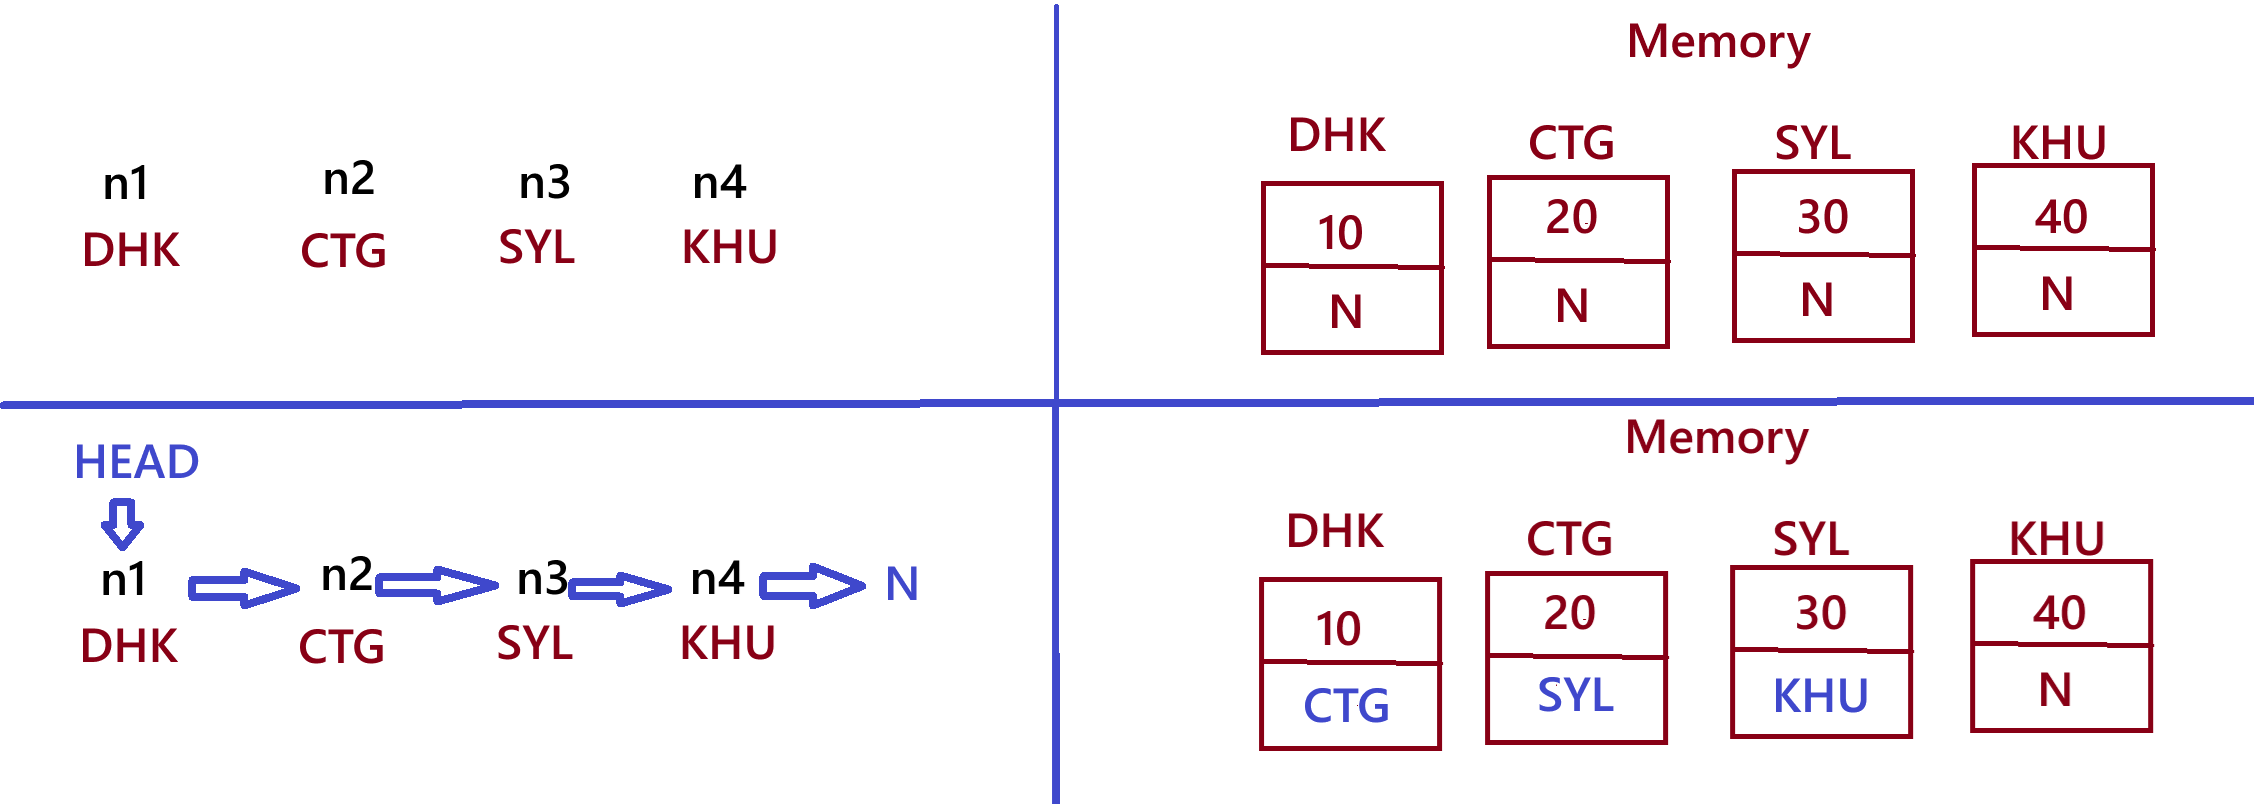 n1 n2 n3 n4
DHK CTG SYL KHU
Memory
DHK CTG SYL KHU
10 20 30 40
N N N N
HEAD
n1 n2 n3 n4 N
DHK CTG SYL KHU
Memory
DHK CTG SYL KHU
10 20 30 40
CTG SYL KHU N